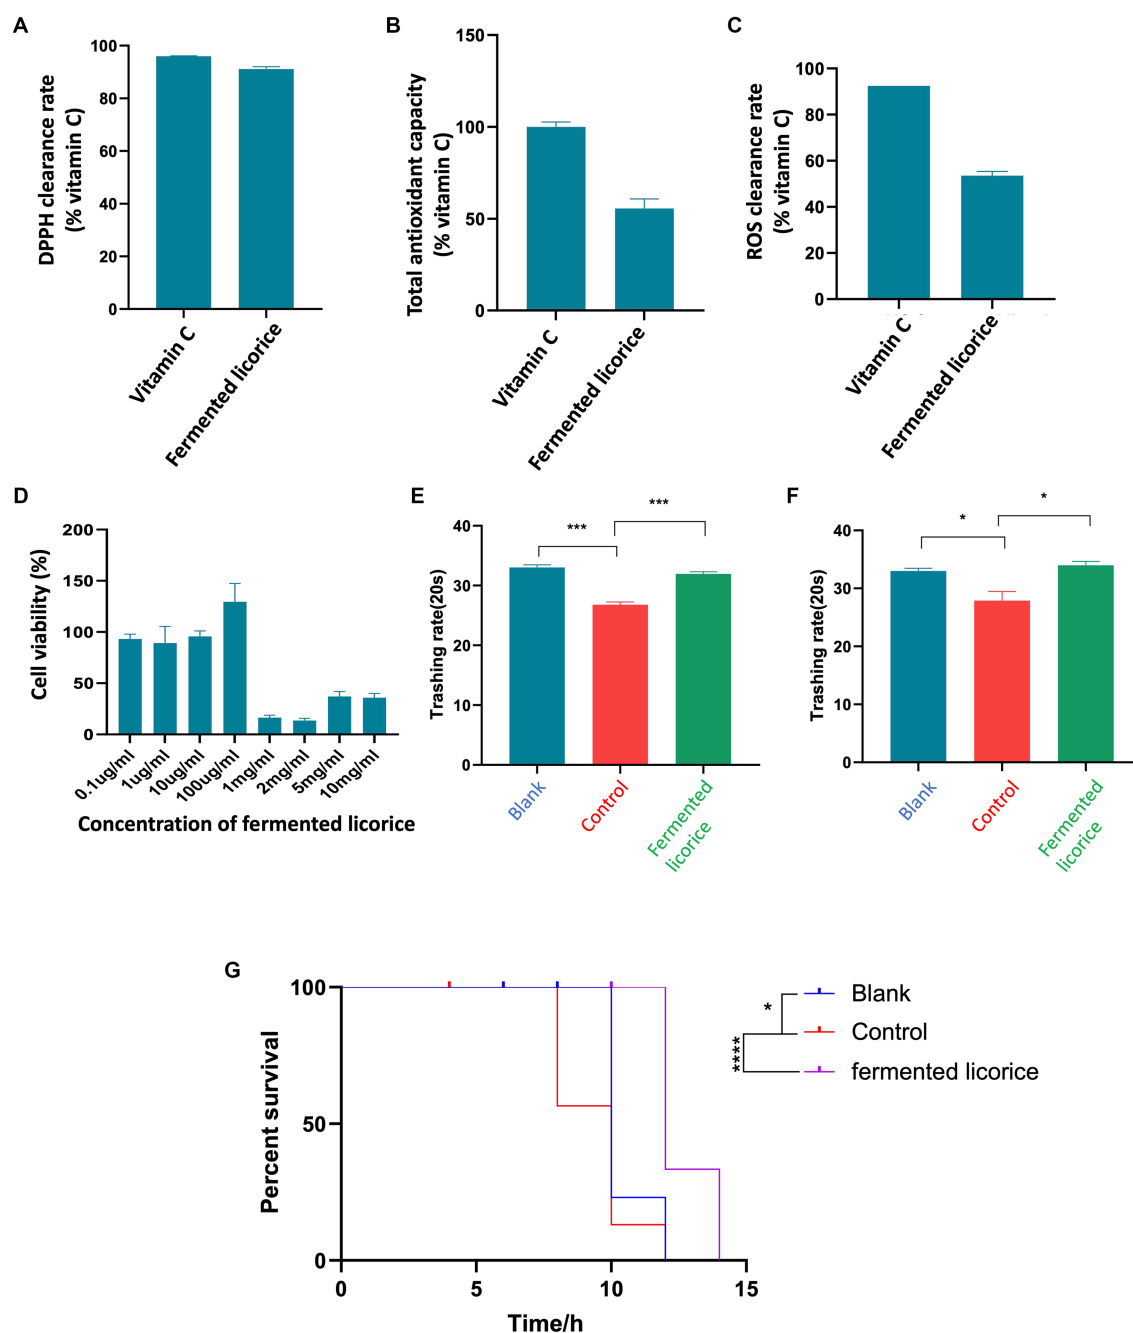 A
DPPH clearance rate
(% vitamin C)
100
80
60
40
20
0
Vitamin C
Fermented licorice
B
Total antioxidant capacity
(% vitamin C)
150
100
50
0
Vitamin C
Fermented licorice
C
ROS clearance rate
(% vitamin C)
100
80
60
40
20
0
Vitamin C
Fermented licorice
D
Cell viability (%)
200
150
100
50
0
0.1ug/ml
1ug/ml
10ug/ml
100ug/ml
1mg/ml
2mg/ml
5mg/ml
10mg/ml
Concentration of fermented licorice
E
Trashing rate(20s)
40
30
20
10
0
***
***
Blank
Control
Fermented
licorice
F
Trashing rate(20s)
40
30
20
10
0
*
*
Blank
Control
Fermented
licorice
G
Percent survival
100
50
0
0
5
10
15
Time/h
*
****
Blank
Control
fermented licorice